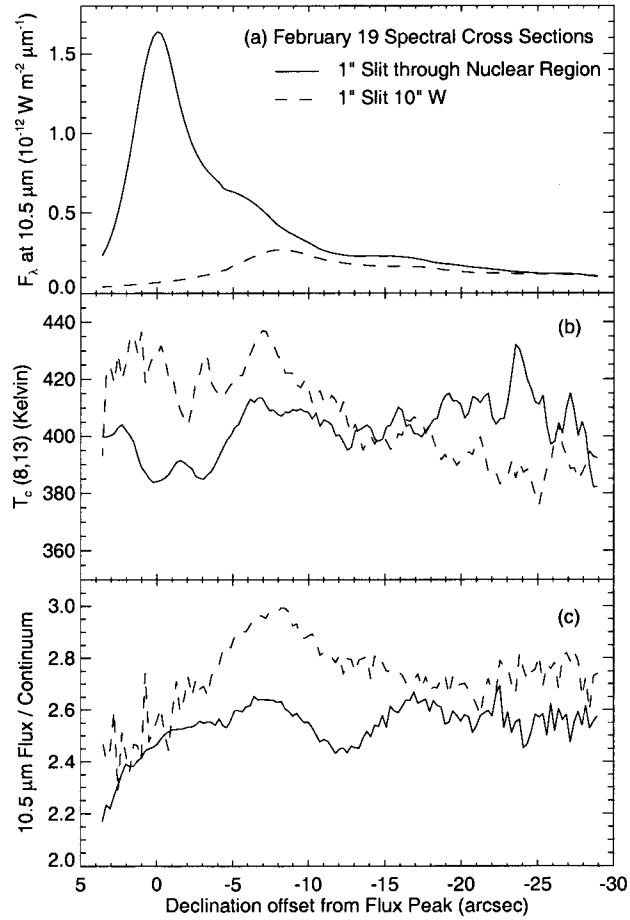 (a) February 19 Spectral Cross Sections
1" Slit through Nuclear Region
1" Slit 10" W
Fλ at 10.5 μm (10⁻¹² W m⁻² μm⁻¹)
1.5
1.0
0.5
0.0
(b)
Tc (8,13) (Kelvin)
440
420
400
380
360
(c)
10.5 μm Flux / Continuum
3.0
2.8
2.6
2.4
2.2
2.0
5 0 -5 -10 -15 -20 -25 -30
Declination offset from Flux Peak (arcsec)